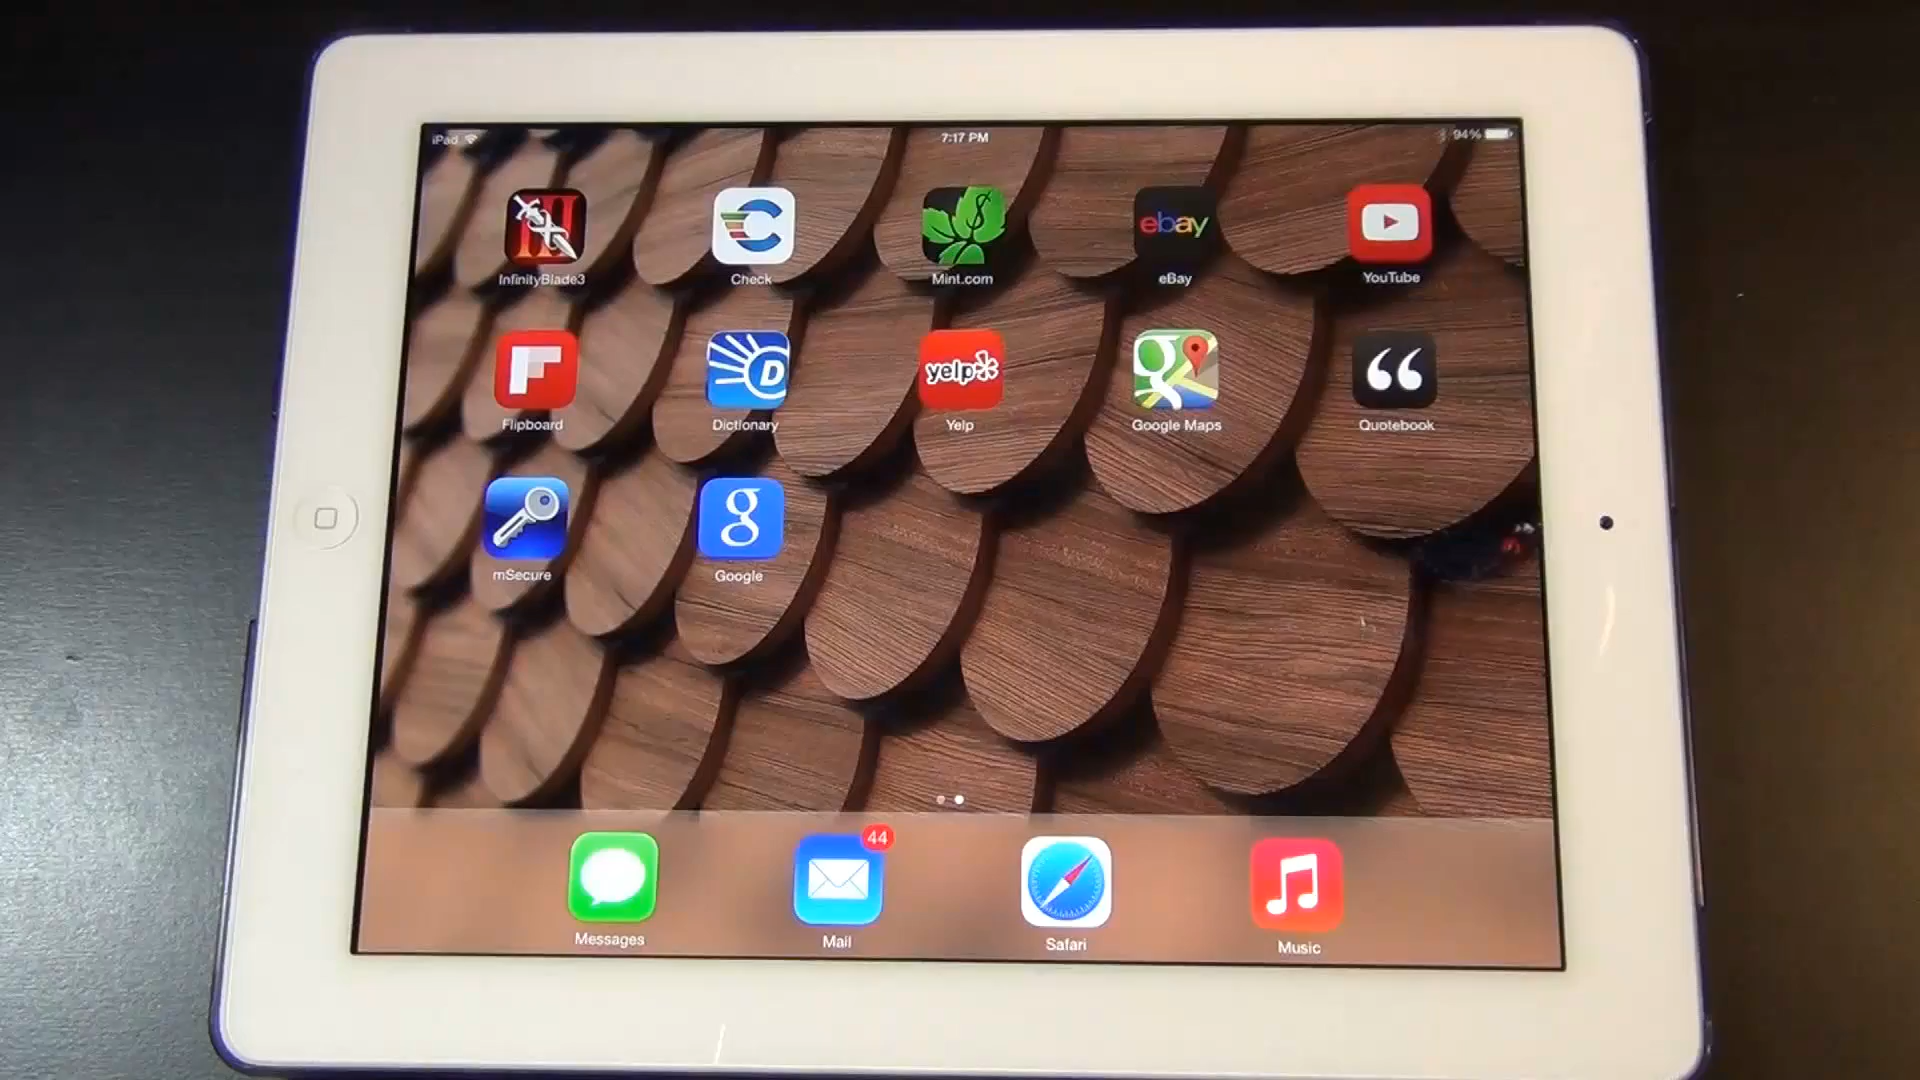 iPad 7:17 PM 94%
InfinityBlade3 Check Mint.com eBay YouTube
ebay
Flipboard Dictionary Yelp Google Maps Quotebook
yelp
mSecure Google
44
Messages Mail Safari Music